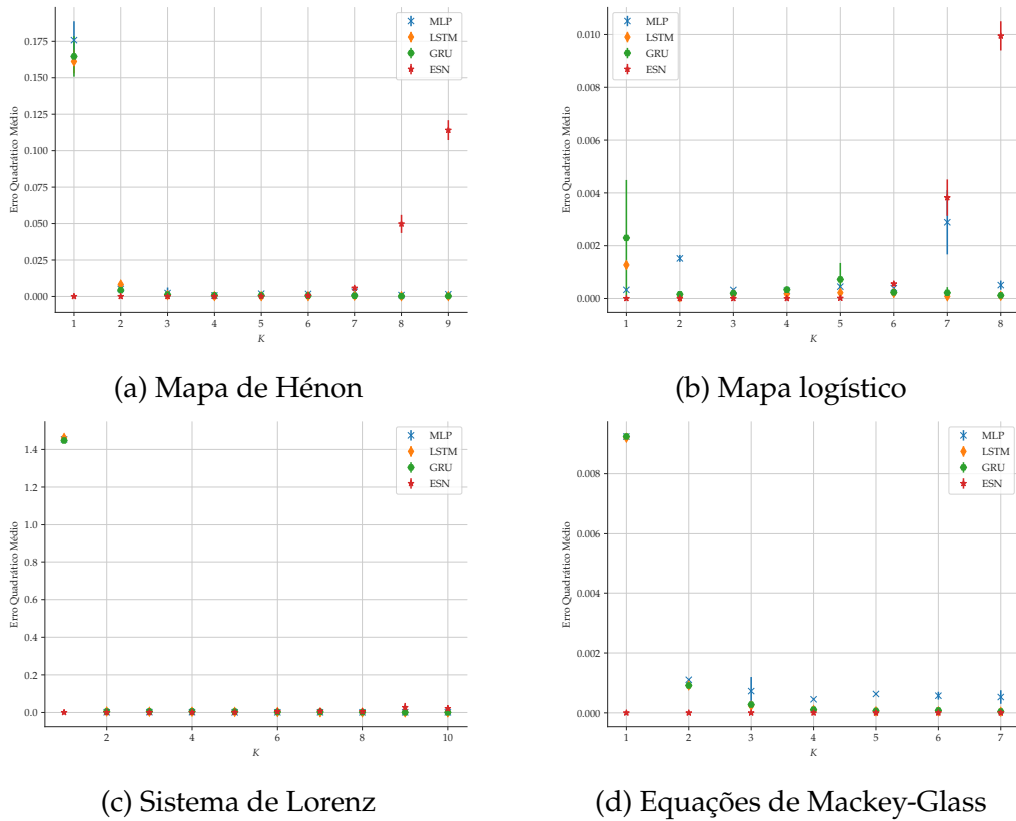 0.175
0.150
0.125
0.100
0.075
0.050
0.025
0.000
Erro Quadrático Médio
1 2 3 4 5 6 7 8 9
K
MLP
LSTM
GRU
ESN
(a) Mapa de Hénon
0.010
0.008
0.006
0.004
0.002
0.000
Erro Quadrático Médio
1 2 3 4 5 6 7 8
K
MLP
LSTM
GRU
ESN
(b) Mapa logístico
1.4
1.2
1.0
0.8
0.6
0.4
0.2
0.0
Erro Quadrático Médio
2 4 6 8 10
K
MLP
LSTM
GRU
ESN
(c) Sistema de Lorenz
0.008
0.006
0.004
0.002
0.000
Erro Quadrático Médio
1 2 3 4 5 6 7
K
MLP
LSTM
GRU
ESN
(d) Equações de Mackey-Glass